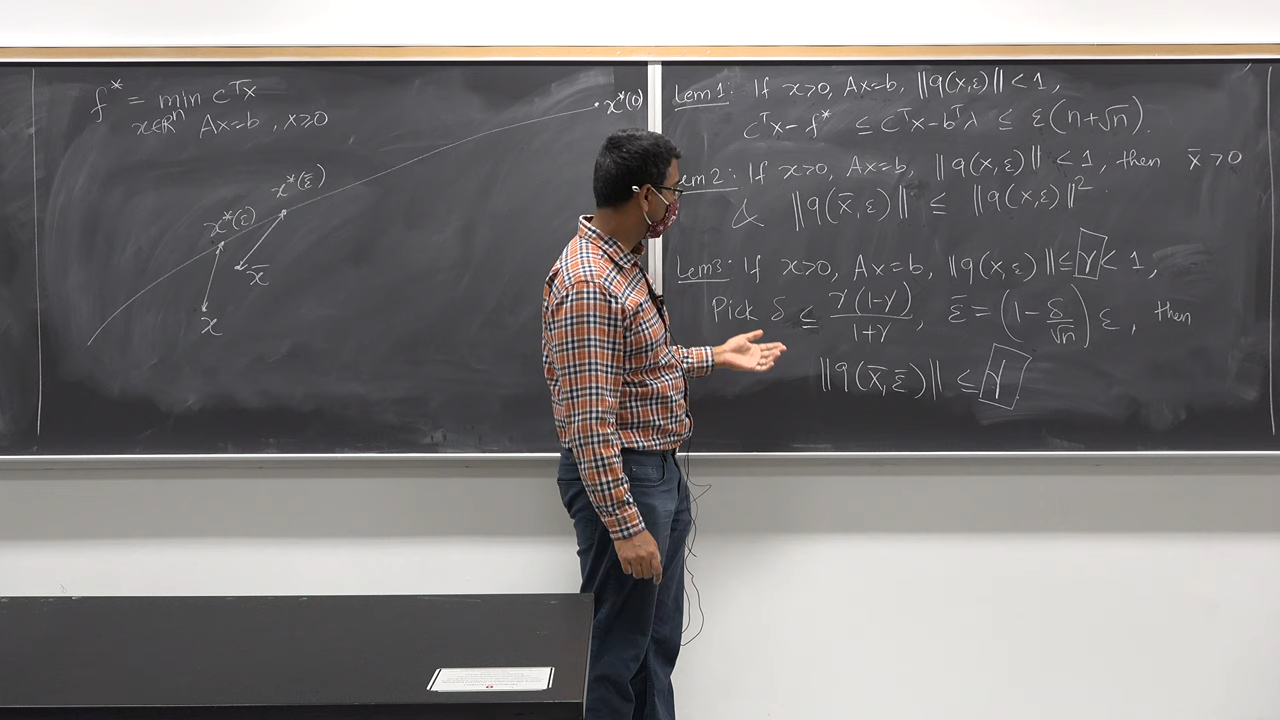 f* = min cᵀx
x∈ℝⁿ Ax=b, x≥0
x*(0)
x*(ε̄)
x*(ε)
x̄
x
Lem 1: If x>0, Ax=b, ||q(x,ε)|| < 1,
cᵀx − f* ≤ cᵀx − bᵀλ ≤ ε(n+√n).
Lem 2: If x>0, Ax=b, ||q(x,ε)|| < 1, then x̄>0
& ||q(x̄,ε)|| ≤ ||q(x,ε)||².
Lem 3: If x>0, Ax=b, ||q(x,ε)|| ≤ γ < 1,
Pick δ ≤ γ(1-γ)/(1+γ), ε̄ = (1 - δ/√n) ε, then
||q(x̄,ε̄)|| ≤ γ